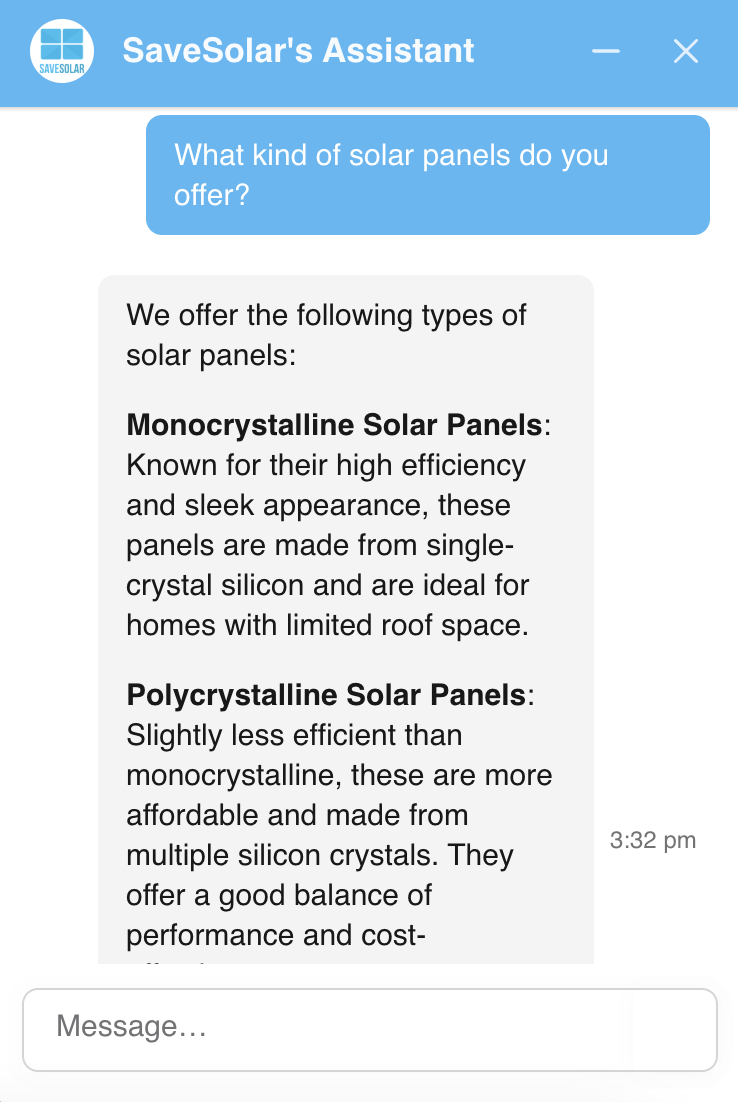 SAVESOLAR
SaveSolar's Assistant
What kind of solar panels do you
offer?
We offer the following types of
solar panels:
Monocrystalline Solar Panels:
Known for their high efficiency
and sleek appearance, these
panels are made from single-
crystal silicon and are ideal for
homes with limited roof space.
Polycrystalline Solar Panels:
Slightly less efficient than
monocrystalline, these are more
affordable and made from
multiple silicon crystals. They
offer a good balance of
performance and cost-
3:32 pm
Message…